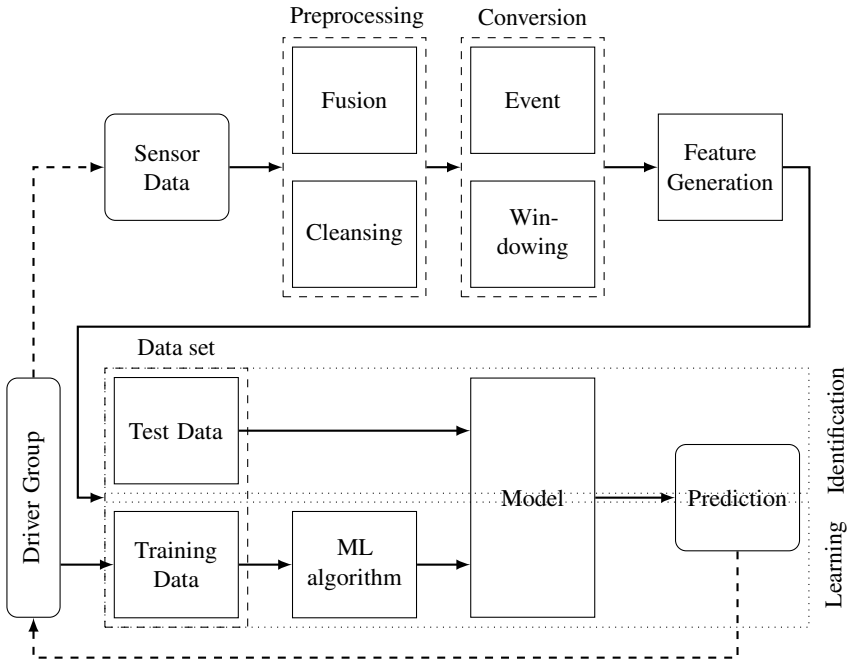 Preprocessing
Conversion
Fusion
Event
Sensor
Data
Feature
Generation
Cleansing
Win-
dowing
Data set
Driver Group
Test Data
Model
Prediction
Identification
Training
Data
ML
algorithm
Learning